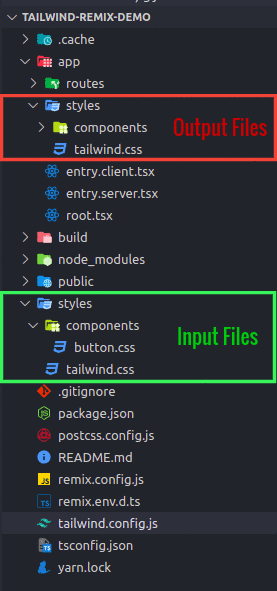 TAILWIND-REMIX-DEMO
.cache
app
routes
styles
components
Output Files
tailwind.css
entry.client.tsx
entry.server.tsx
root.tsx
build
node_modules
public
styles
components
Input Files
button.css
tailwind.css
.gitignore
package.json
postcss.config.js
README.md
remix.config.js
remix.env.d.ts
tailwind.config.js
tsconfig.json
yarn.lock